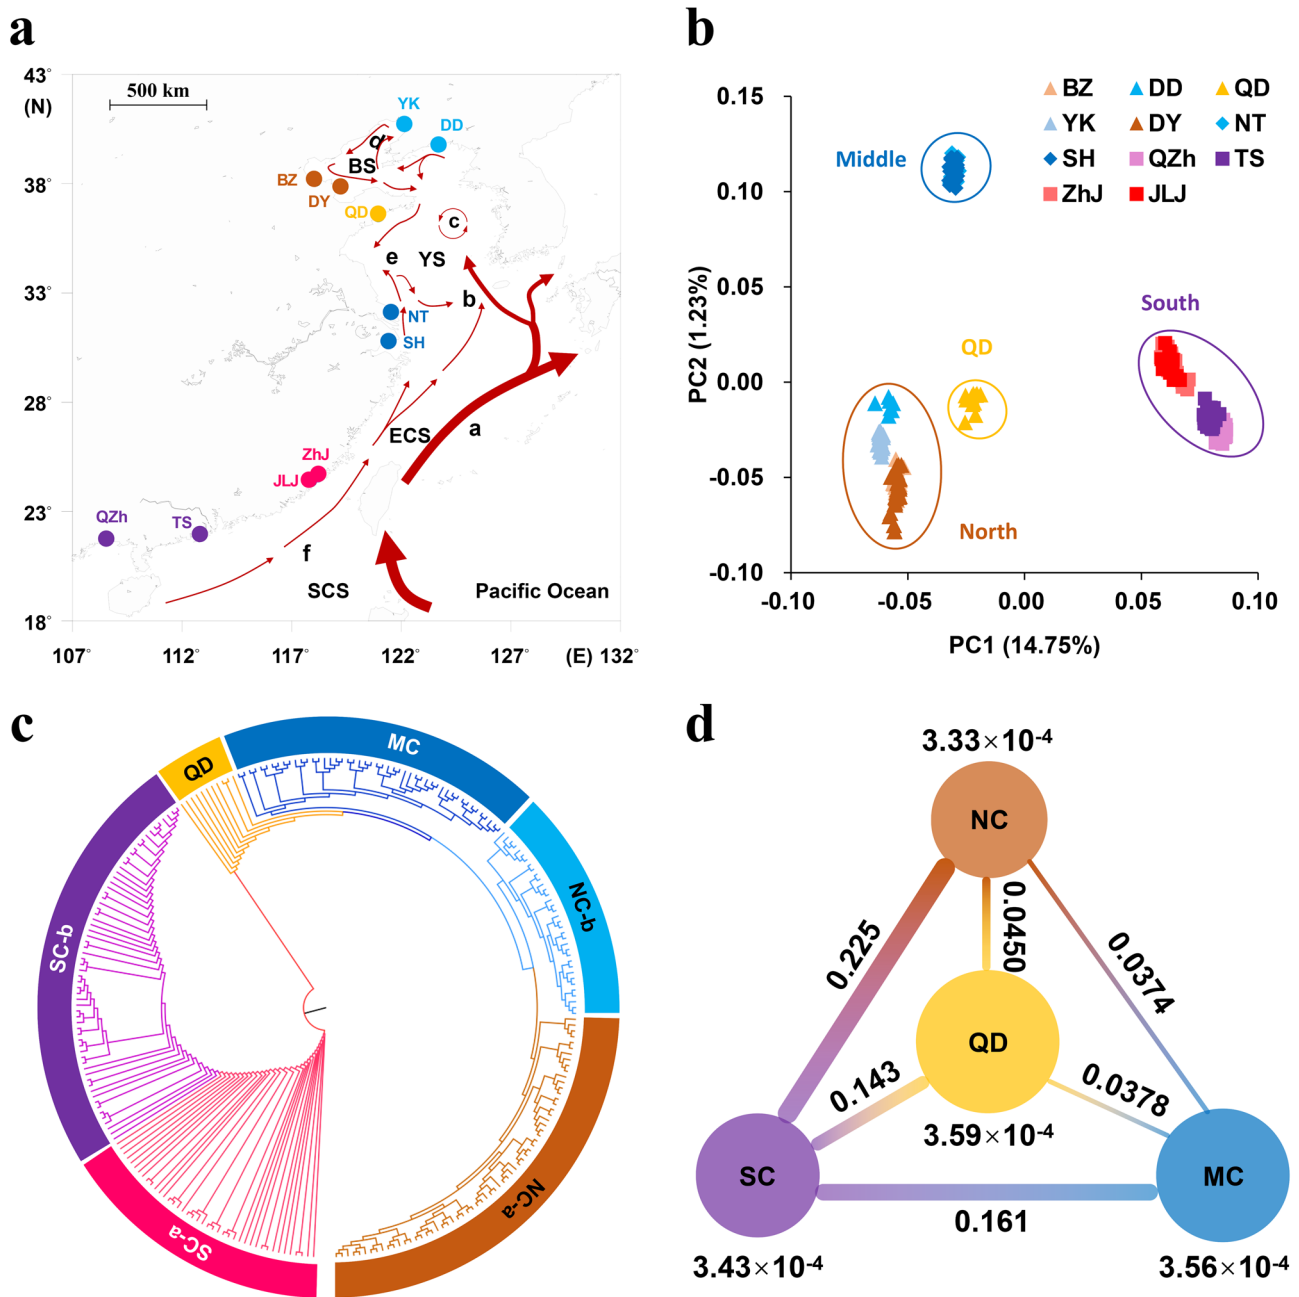 a
43°
(N)
500 km
YK
DD
d
BS
38°
BZ
DY
QD
c
e
YS
33°
b
NT
SH
28°
ECS
a
ZhJ
JLJ
23°
QZh
TS
f
SCS
Pacific Ocean
18°
107°
112°
117°
122°
127°
(E) 132°
b
0.15
0.10
0.05
0.00
-0.05
-0.10
PC2 (1.23%)
BZ
DD
QD
YK
DY
NT
SH
QZh
TS
ZhJ
JLJ
Middle
South
QD
North
-0.10
-0.05
0.00
0.05
0.10
PC1 (14.75%)
c
MC
QD
NC-b
SC-b
NC-a
SC-a
d
3.33×10-4
NC
0.225
0.0450
0.0374
QD
0.143
0.0378
3.59×10-4
SC
MC
0.161
3.43×10-4
3.56×10-4